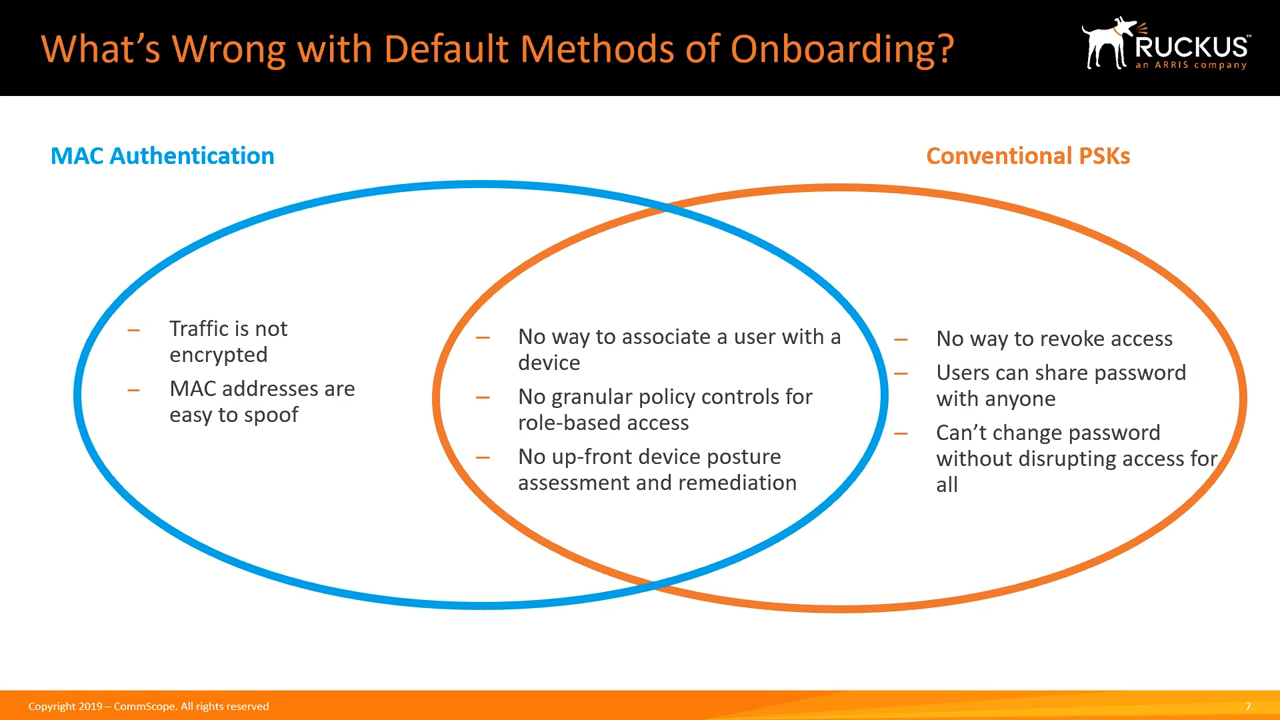 What’s Wrong with Default Methods of Onboarding?
RUCKUS™
an ARRIS company
MAC Authentication
Conventional PSKs
– Traffic is not
encrypted
– MAC addresses are
easy to spoof
– No way to associate a user with a
device
– No granular policy controls for
role-based access
– No up-front device posture
assessment and remediation
– No way to revoke access
– Users can share password
with anyone
– Can’t change password
without disrupting access for
all
Copyright 2019 – CommScope. All rights reserved
7